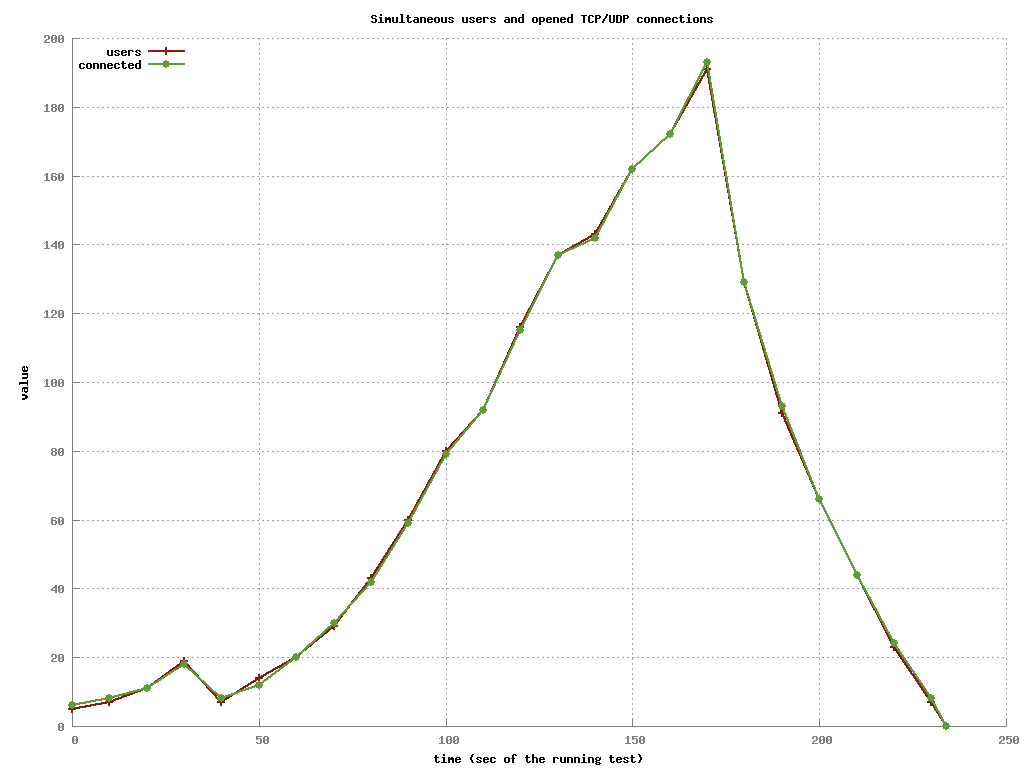 Simultaneous users and opened TCP/UDP connections
users
connected
200
180
160
140
120
100
80
60
40
20
0
value
0 50 100 150 200 250
time (sec of the running test)